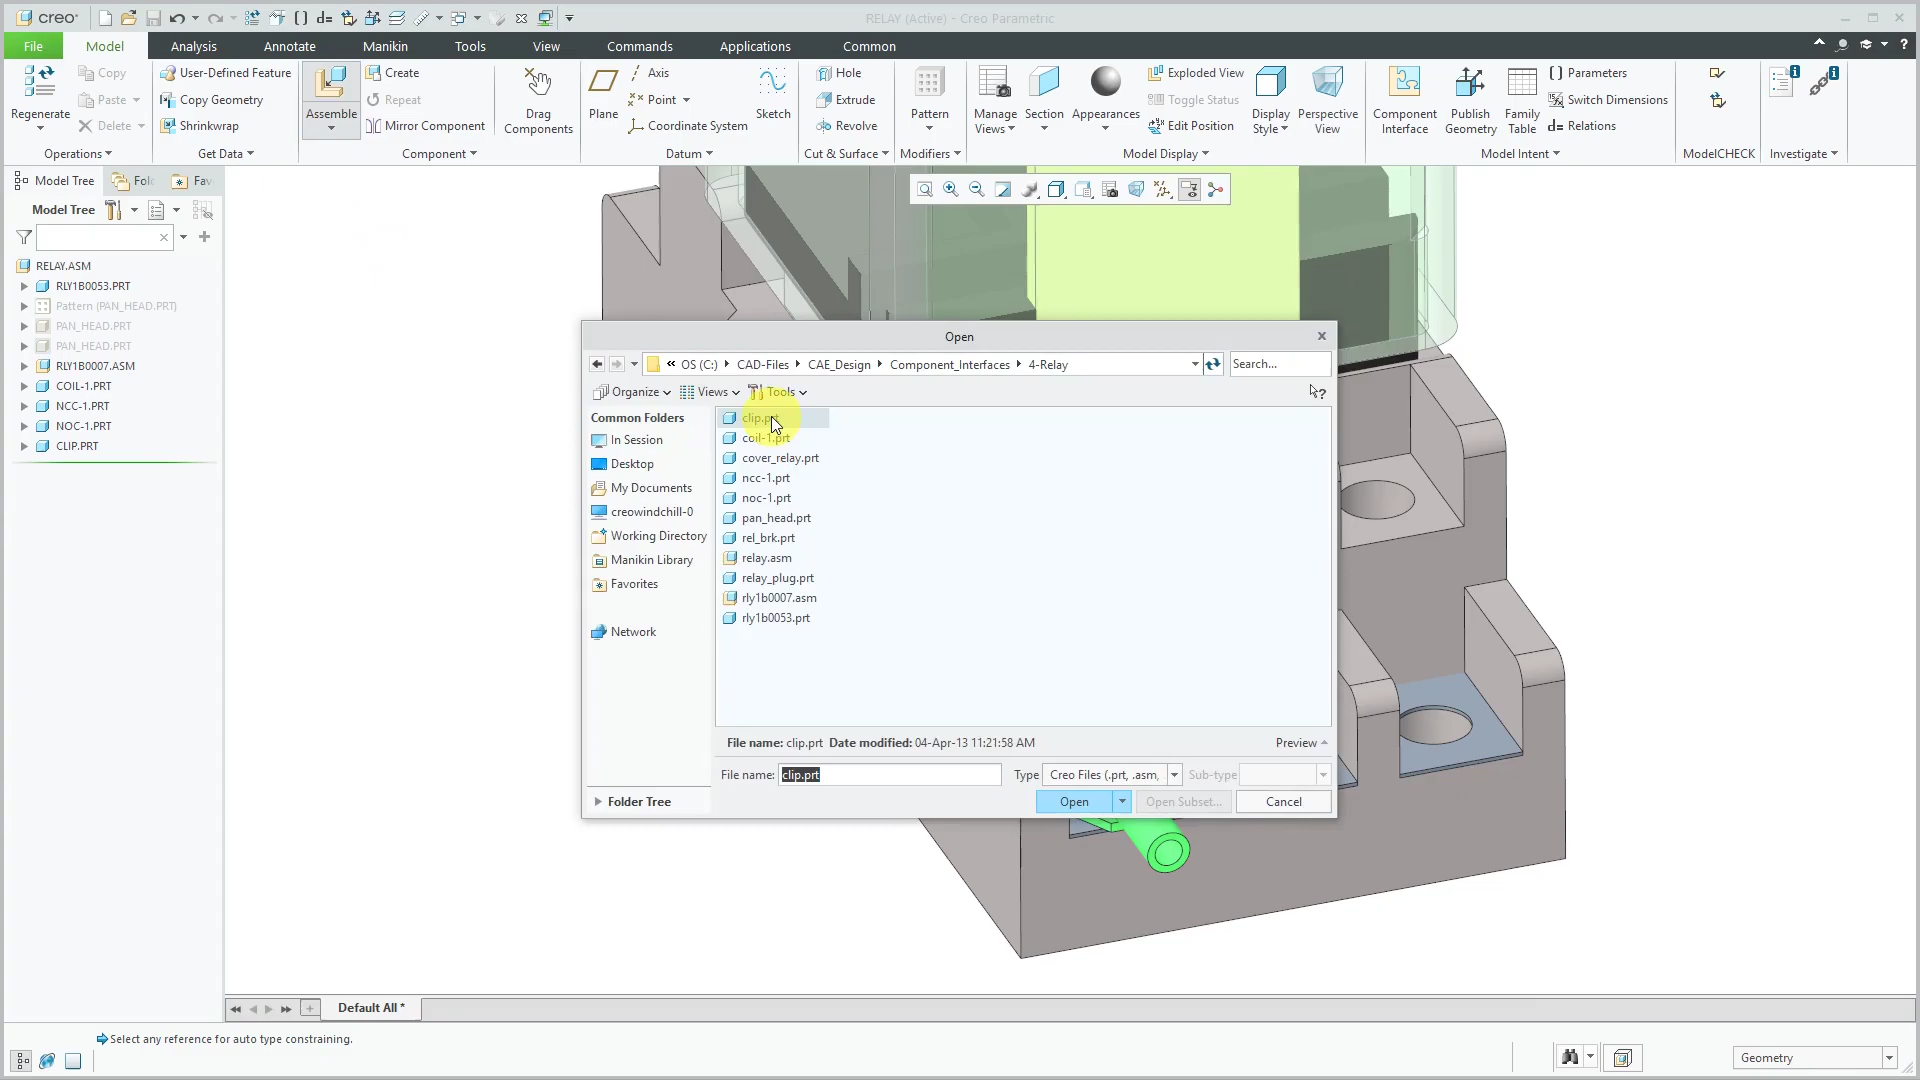 creo
RELAY (Active) - Creo Parametric
File
Model
Analysis
Annotate
Manikin
Tools
View
Commands
Applications
Common
Regenerate
Copy
Paste
Delete
Operations
User-Defined Feature
Copy Geometry
Shrinkwrap
Get Data
Assemble
Create
Repeat
Mirror Component
Component
Drag Components
Plane
Axis
Point
Coordinate System
Sketch
Datum
Hole
Extrude
Revolve
Cut & Surface
Pattern
Modifiers
Manage Views
Section
Appearances
Exploded View
Toggle Status
Edit Position
Display Style
Perspective View
Model Display
Component Interface
Publish Geometry
Family Table
Parameters
Switch Dimensions
d= Relations
Model Intent
ModelCHECK
Investigate
Model Tree
Fol
Fav
Model Tree
RELAY.ASM
RLY1B0053.PRT
Pattern (PAN_HEAD.PRT)
PAN_HEAD.PRT
PAN_HEAD.PRT
RLY1B0007.ASM
COIL-1.PRT
NCC-1.PRT
NOC-1.PRT
CLIP.PRT
Open
OS (C:)
CAD-Files
CAE_Design
Component_Interfaces
4-Relay
Search...
Organize
Views
Tools
Common Folders
In Session
Desktop
My Documents
creowindchill-0
Working Directory
Manikin Library
Favorites
Network
Folder Tree
clip.prt
coil-1.prt
cover_relay.prt
ncc-1.prt
noc-1.prt
pan_head.prt
rel_brk.prt
relay.asm
relay_plug.prt
rly1b0007.asm
rly1b0053.prt
File name: clip.prt Date modified: 04-Apr-13 11:21:58 AM
Preview
File name: clip.prt
Type Creo Files (.prt, .asm,
Sub-type
Open
Open Subset...
Cancel
Default All *
Select any reference for auto type constraining.
Geometry